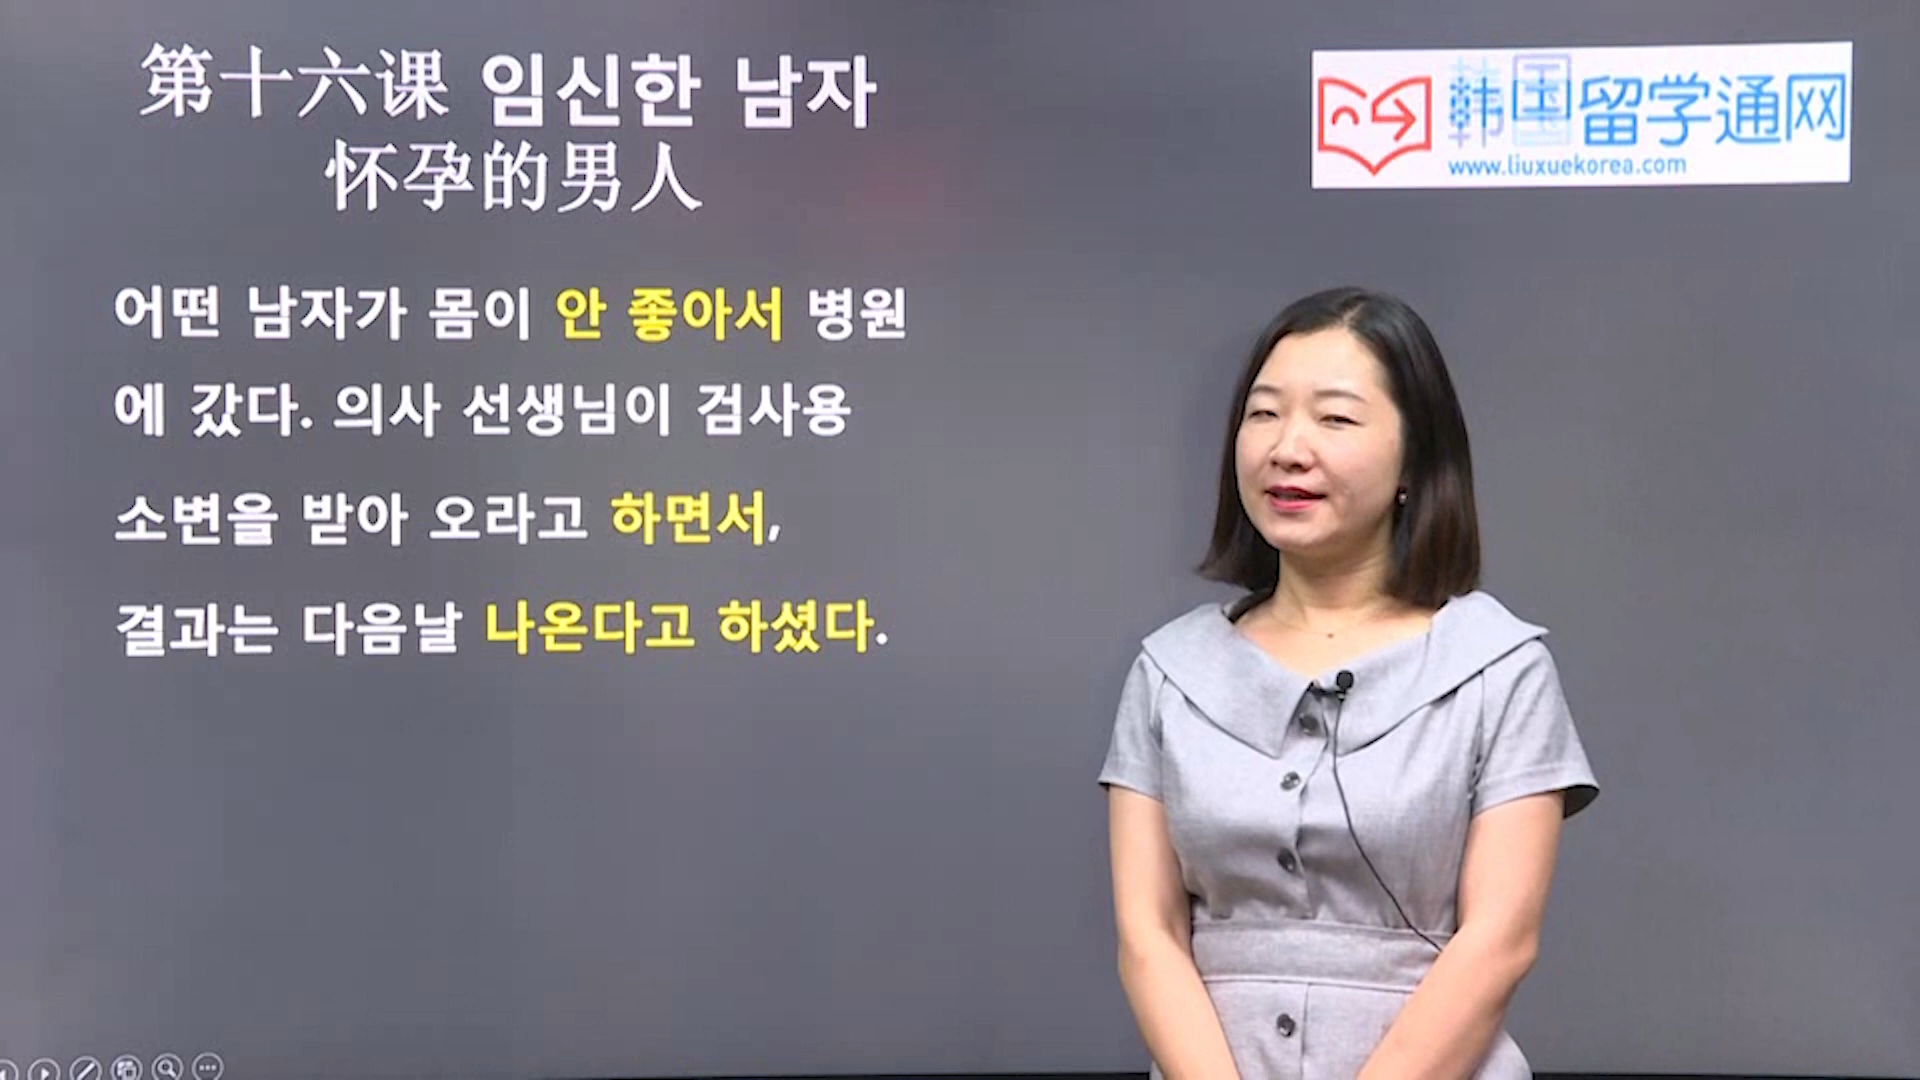 第十六课 임신한 남자
怀孕的男人
어떤 남자가 몸이 안 좋아서 병원
에 갔다. 의사 선생님이 검사용
소변을 받아 오라고 하면서,
결과는 다음날 나온다고 하셨다.
韩国留学通网
www.liuxuekorea.com